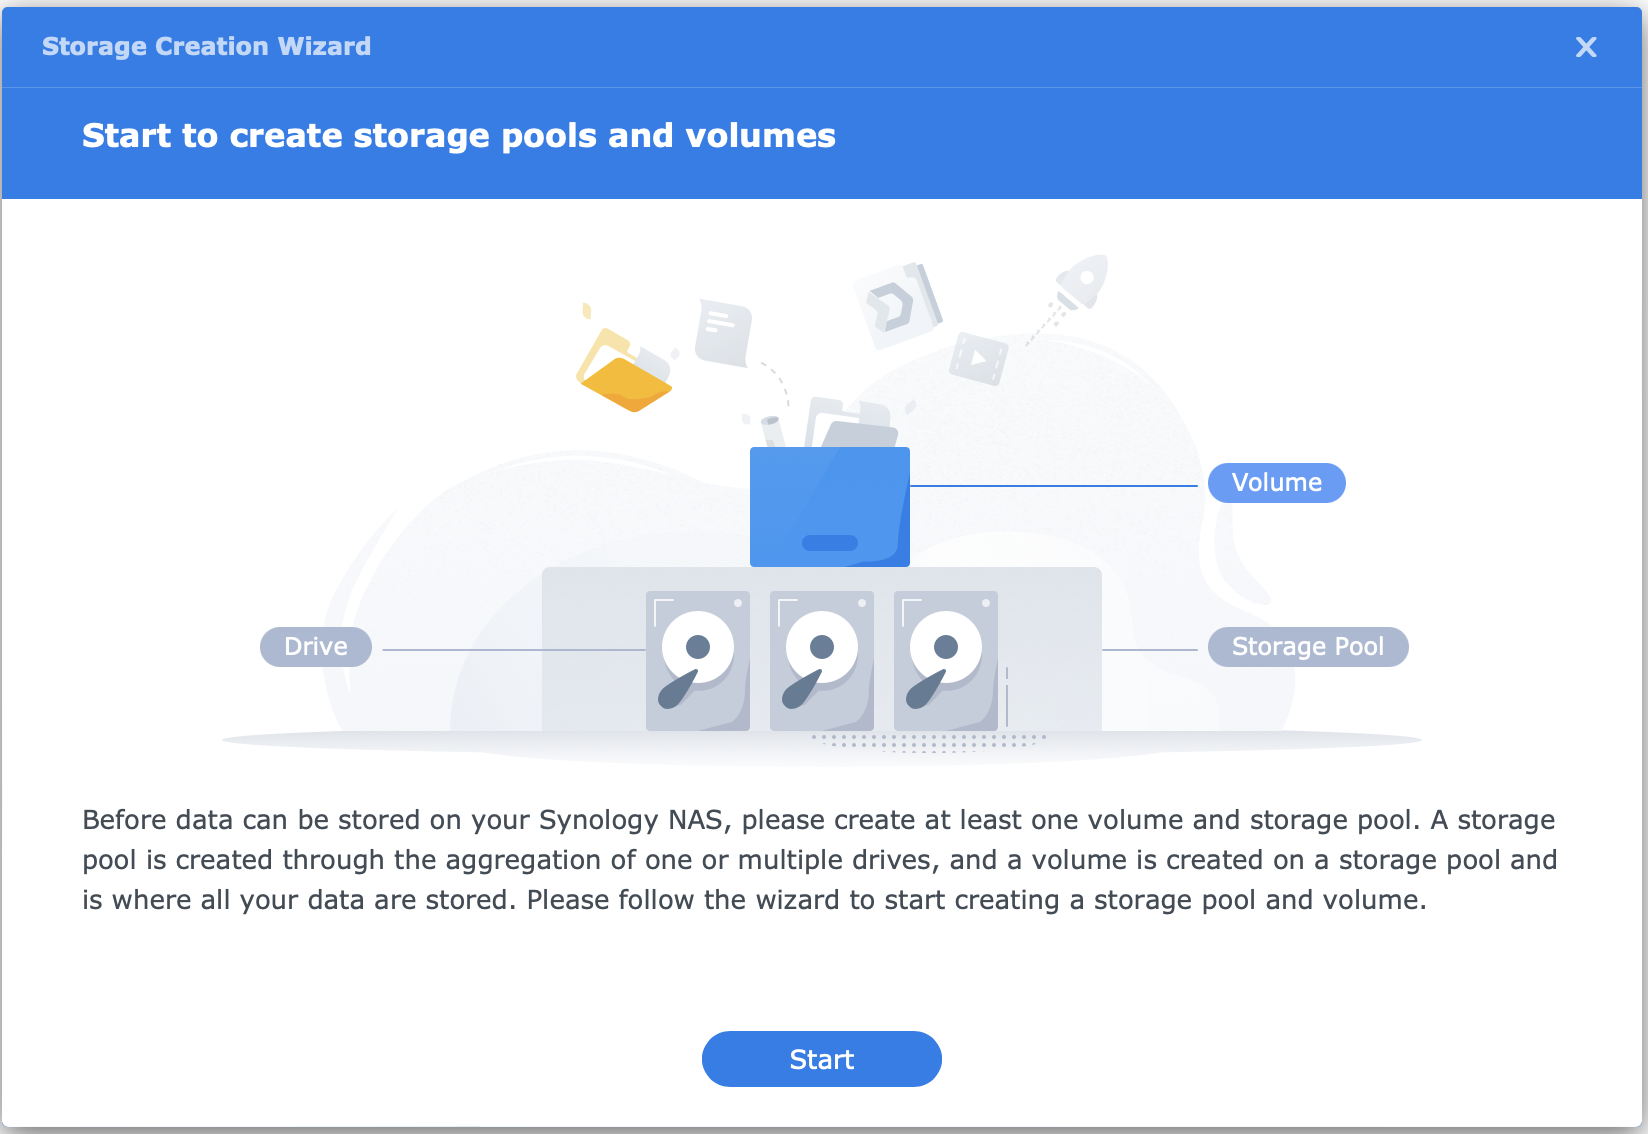 Storage Creation Wizard
Start to create storage pools and volumes
Volume
Drive
Storage Pool
Before data can be stored on your Synology NAS, please create at least one volume and storage pool. A storage
pool is created through the aggregation of one or multiple drives, and a volume is created on a storage pool and
is where all your data are stored. Please follow the wizard to start creating a storage pool and volume.
Start